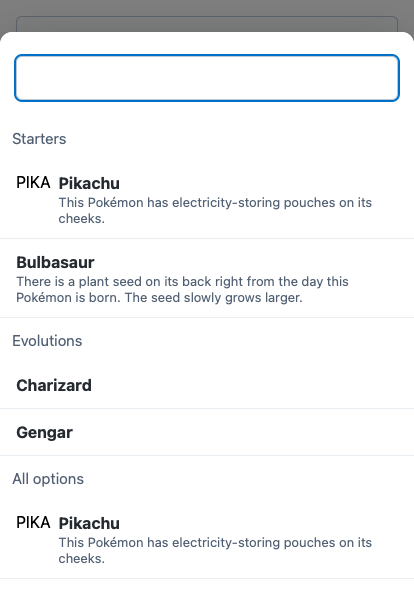 Starters
PIKA Pikachu
This Pokémon has electricity-storing pouches on its
cheeks.
Bulbasaur
There is a plant seed on its back right from the day this
Pokémon is born. The seed slowly grows larger.
Evolutions
Charizard
Gengar
All options
PIKA Pikachu
This Pokémon has electricity-storing pouches on its
cheeks.